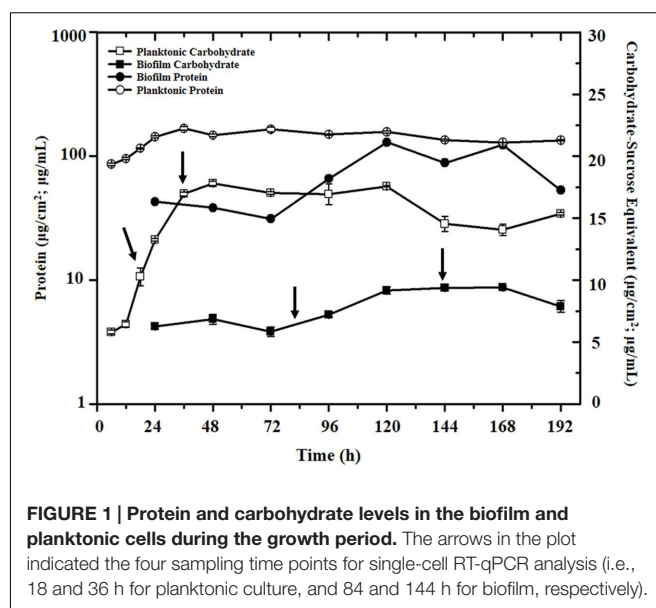 1000
100
10
1
Protein (µg/cm²; µg/mL)
Planktonic Carbohydrate
Biofilm Carbohydrate
Biofilm Protein
Planktonic Protein
30
25
20
15
10
5
0
Carbohydrate-Sucrose Equivalent (µg/cm²; µg/mL)
0 24 48 72 96 120 144 168 192
Time (h)
FIGURE 1 | Protein and carbohydrate levels in the biofilm and
planktonic cells during the growth period. The arrows in the plot
indicated the four sampling time points for single-cell RT-qPCR analysis (i.e.,
18 and 36 h for planktonic culture, and 84 and 144 h for biofilm, respectively).